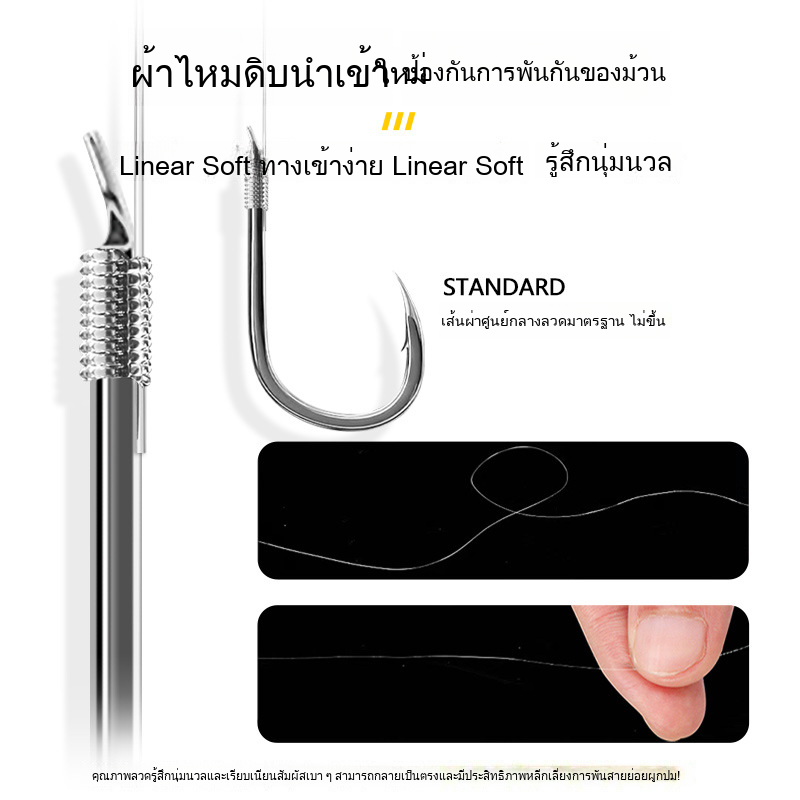 ผ้าไหมดิบนำเข้าใหม่ ป้องกันการพันกันของม้วน
Linear Soft ทางเข้าง่าย Linear Soft รู้สึกนุ่มนวล
STANDARD
เส้นผ่าศูนย์กลางลวดมาตรฐาน ไม่ขึ้น
คุณภาพลวดรู้สึกนุ่มนวลและเรียบเนียนสัมผัสเบา ๆ สามารถกลายเป็นตรงและมีประสิทธิภาพหลีกเลี่ยงการพันสายย่อยผูกปม!